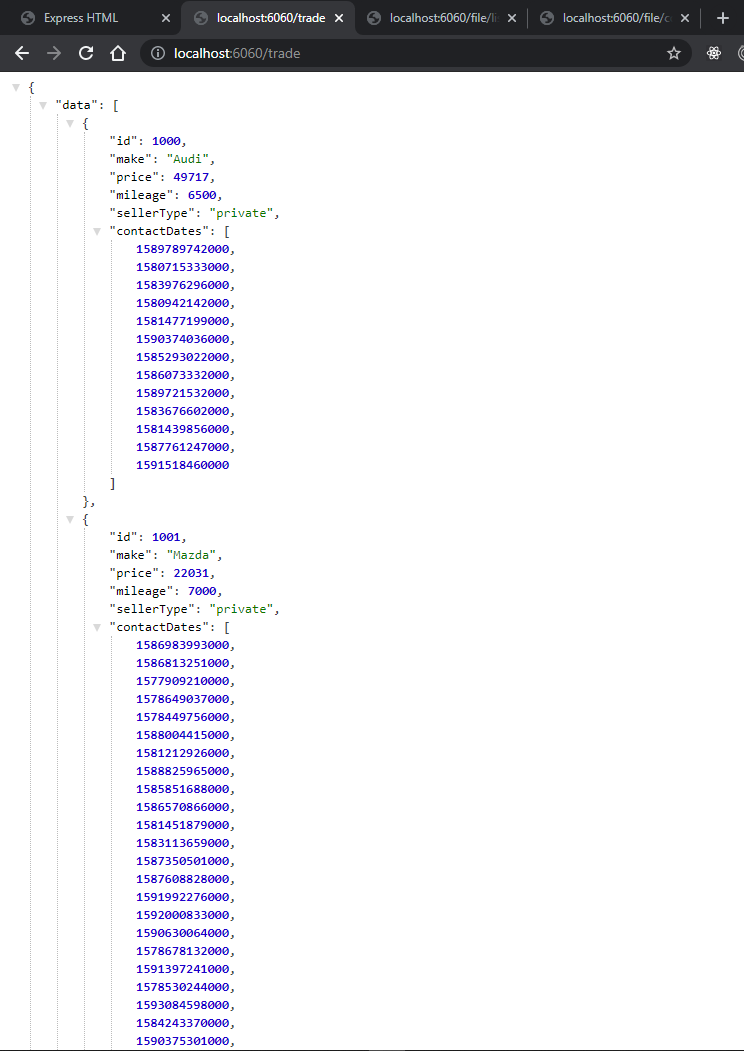 Express HTML
localhost:6060/trade
localhost:6060/file/li
localhost:6060/file/c
localhost:6060/trade
{
"data": [
{
"id": 1000,
"make": "Audi",
"price": 49717,
"mileage": 6500,
"sellerType": "private",
"contactDates": [
1589789742000,
1580715333000,
1583976296000,
1580942142000,
1581477199000,
1590374036000,
1585293022000,
1586073332000,
1589721532000,
1583676602000,
1581439856000,
1587761247000,
1591518460000
]
},
{
"id": 1001,
"make": "Mazda",
"price": 22031,
"mileage": 7000,
"sellerType": "private",
"contactDates": [
1586983993000,
1586813251000,
1577909210000,
1578649037000,
1578449756000,
1588004415000,
1581212926000,
1588825965000,
1585851688000,
1586570866000,
1581451879000,
1583113659000,
1587350501000,
1587608828000,
1591992276000,
1592000833000,
1590630064000,
1578678132000,
1591397241000,
1578530244000,
1593084598000,
1584243370000,
1590375301000,